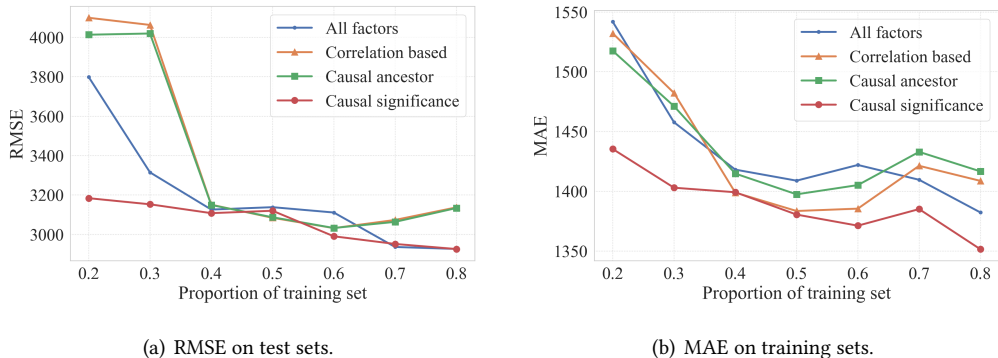 4000
3800
3600
3400
3200
3000
RMSE
0.2 0.3 0.4 0.5 0.6 0.7 0.8
Proportion of training set
All factors
Correlation based
Causal ancestor
Causal significance
(a) RMSE on test sets.
1550
1500
1450
1400
1350
MAE
0.2 0.3 0.4 0.5 0.6 0.7 0.8
Proportion of training set
All factors
Correlation based
Causal ancestor
Causal significance
(b) MAE on training sets.